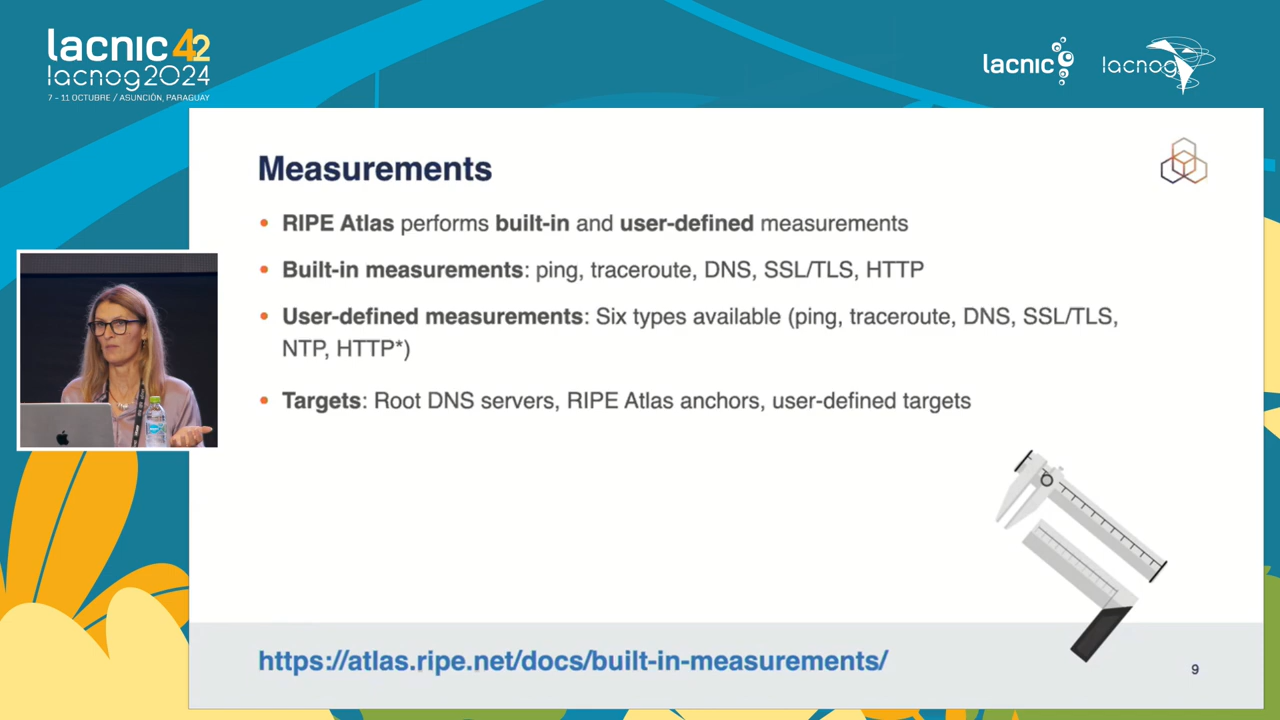 lacnic 42
lacnog2024
7 - 11 OCTUBRE / ASUNCIÓN, PARAGUAY
lacnic
lacnog
Measurements
• RIPE Atlas performs built-in and user-defined measurements
• Built-in measurements: ping, traceroute, DNS, SSL/TLS, HTTP
• User-defined measurements: Six types available (ping, traceroute, DNS, SSL/TLS,
NTP, HTTP*)
• Targets: Root DNS servers, RIPE Atlas anchors, user-defined targets
https://atlas.ripe.net/docs/built-in-measurements/
9